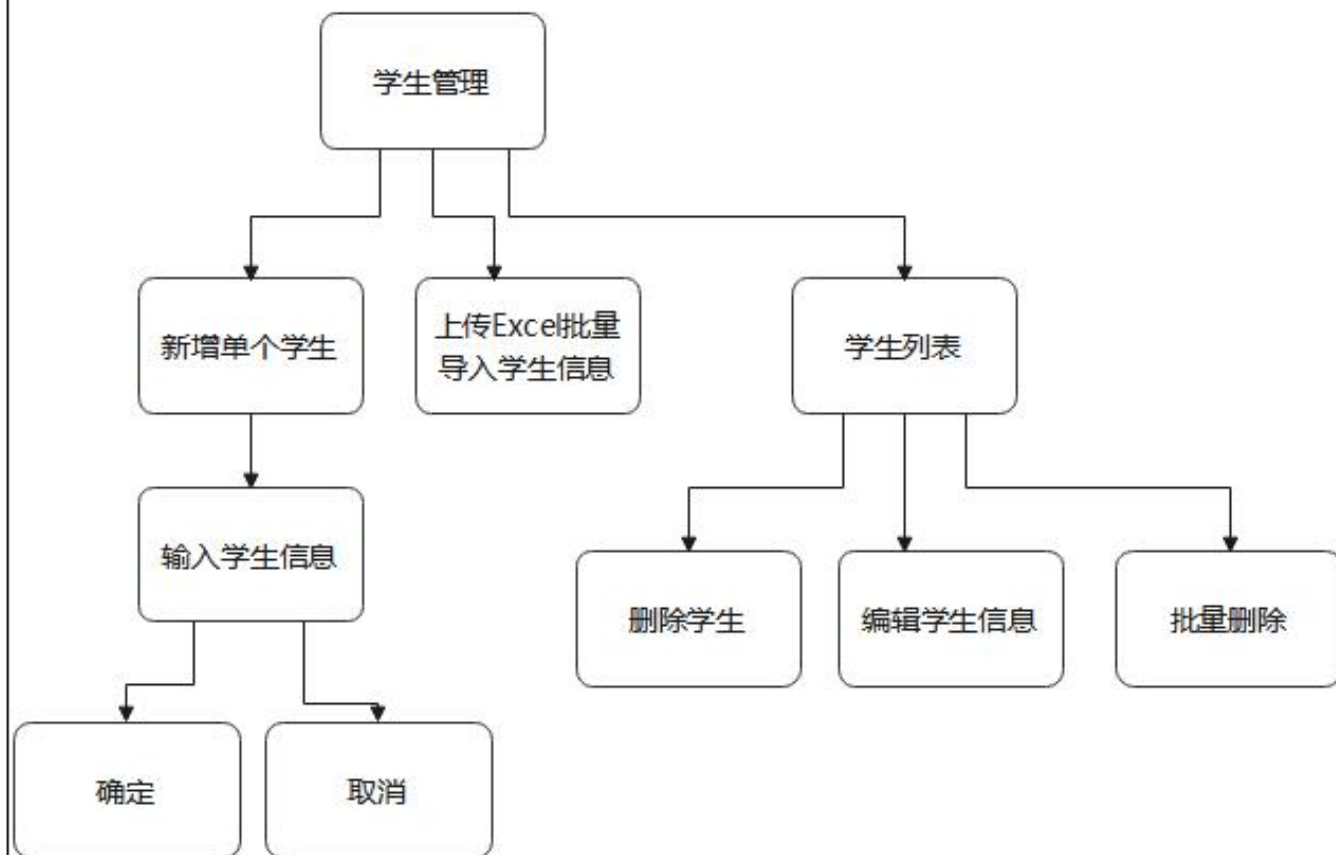 学生管理
新增单个学生
上传Excel批量
导入学生信息
学生列表
输入学生信息
删除学生
编辑学生信息
批量删除
确定
取消